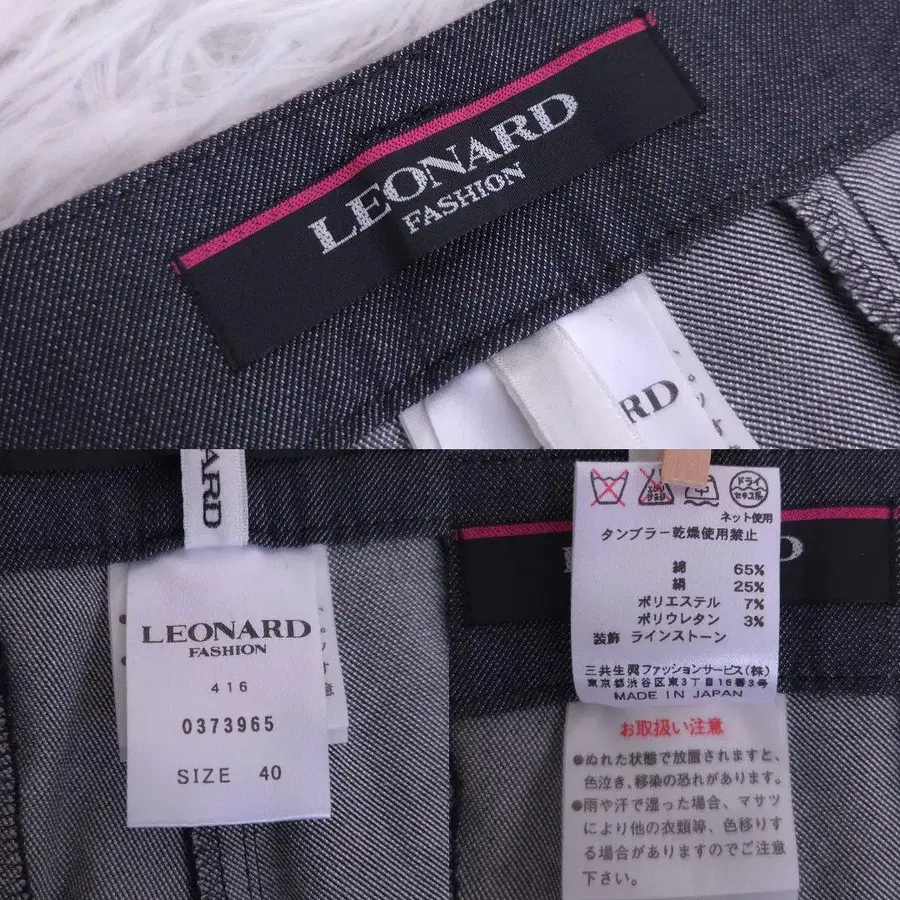 LEONARD
FASHION
RD
ARD
LEONARD
FASHION
416
0373965
SIZE 40
ドライ
セキユ系
ネット使用
タンブラー乾燥使用禁止
綿 65%
絹 25%
ポリエステル 7%
ポリウレタン 3%
装飾 ラインストーン
三共生興ファッションサービス(株)
東京都渋谷区東3丁目16番3号
MADE IN JAPAN
お取扱い注意
●ぬれた状態で放置されますと、
色泣き、移染の恐れがあります。
●雨や汗で湿った場合、マサツ
により他の衣類等、色移りす
る場合がありますのでご注意
下さい。